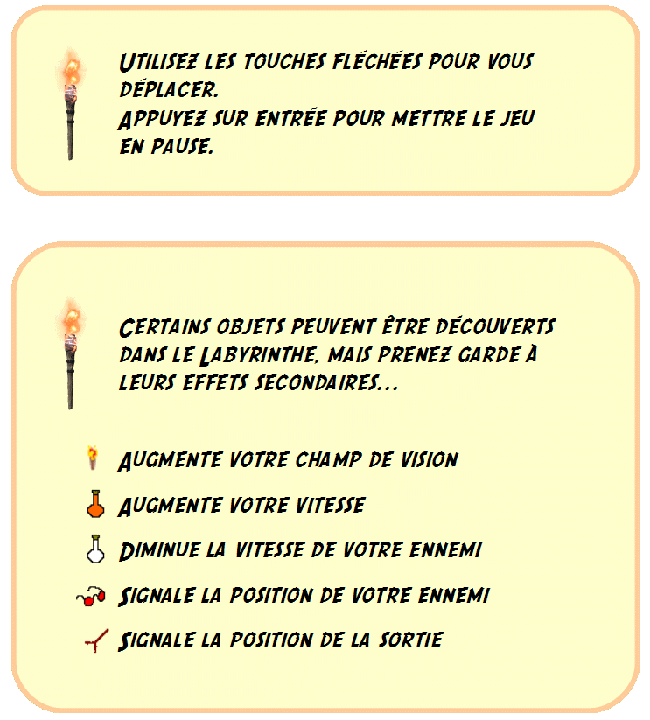 Utilisez les touches fléchées pour vous
déplacer.
Appuyez sur entrée pour mettre le jeu
en pause.
Certains objets peuvent être découverts
dans le Labyrinthe, mais prenez garde à
leurs effets secondaires...
Augmente votre champ de vision
Augmente votre vitesse
Diminue la vitesse de votre ennemi
Signale la position de votre ennemi
Signale la position de la sortie